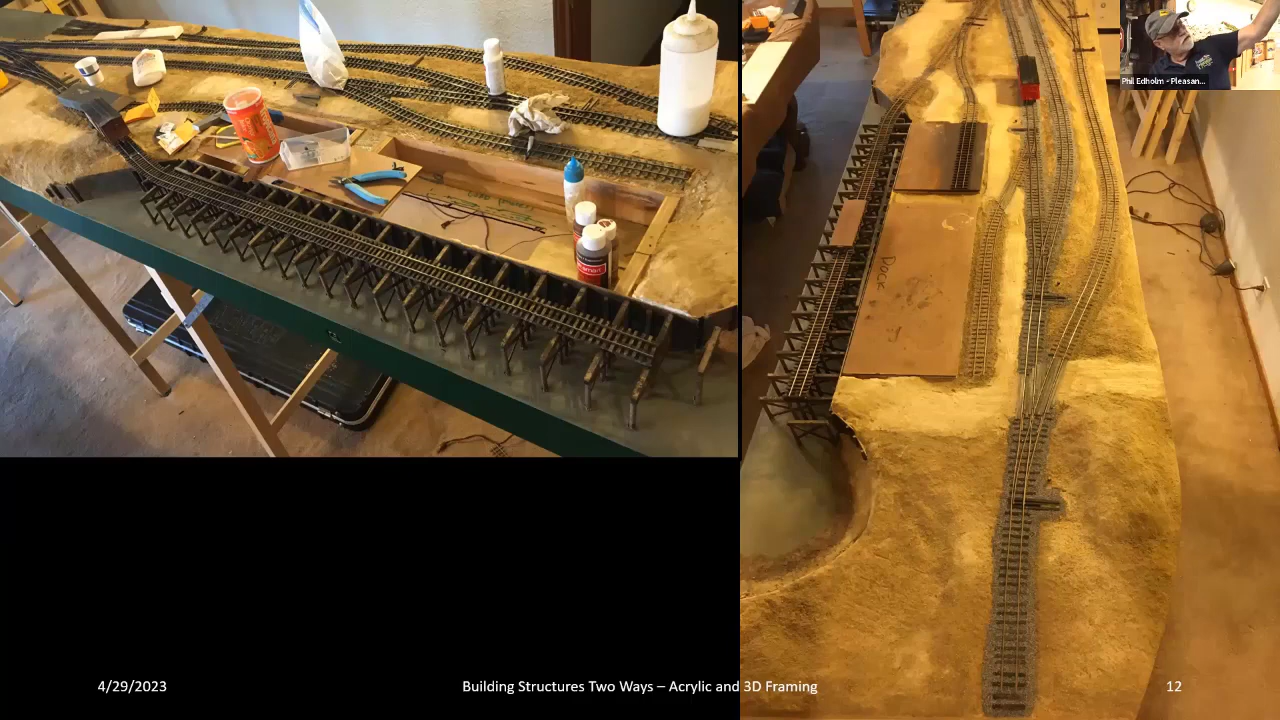 Phil Edholm - Pleasan...
Dock
4/29/2023
Building Structures Two Ways – Acrylic and 3D Framing
12